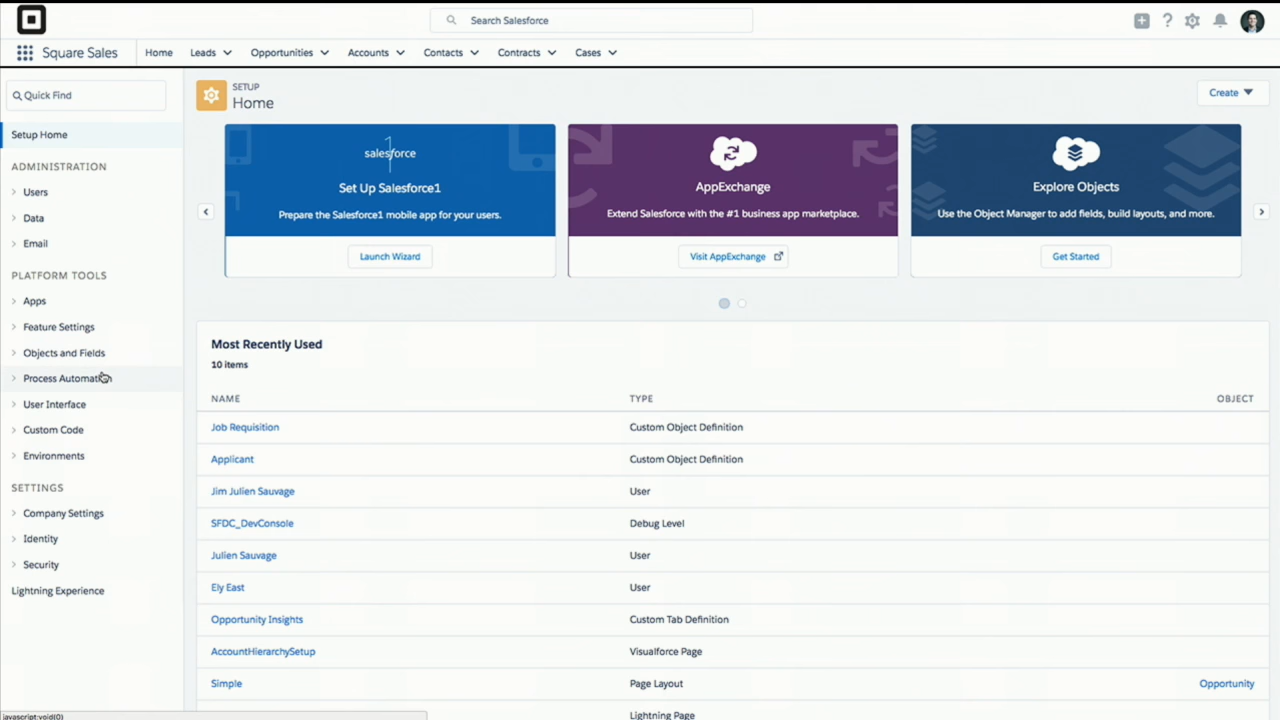 Search Salesforce
Square Sales
Home
Leads
Opportunities
Accounts
Contacts
Contracts
Cases
Quick Find
Setup Home
ADMINISTRATION
Users
Data
Email
PLATFORM TOOLS
Apps
Feature Settings
Objects and Fields
Process Automation
User Interface
Custom Code
Environments
SETTINGS
Company Settings
Identity
Security
Lightning Experience
SETUP
Home
Create
salesforce
1
Set Up Salesforce1
Prepare the Salesforce1 mobile app for your users.
Launch Wizard
AppExchange
Extend Salesforce with the #1 business app marketplace.
Visit AppExchange
Explore Objects
Use the Object Manager to add fields, build layouts, and more.
Get Started
Most Recently Used
10 items
NAME TYPE OBJECT
Job Requisition Custom Object Definition
Applicant Custom Object Definition
Jim Julien Sauvage User
SFDC_DevConsole Debug Level
Julien Sauvage User
Ely East User
Opportunity Insights Custom Tab Definition
AccountHierarchySetup Visualforce Page
Simple Page Layout Opportunity
Lightning Page
javascript:void(0)